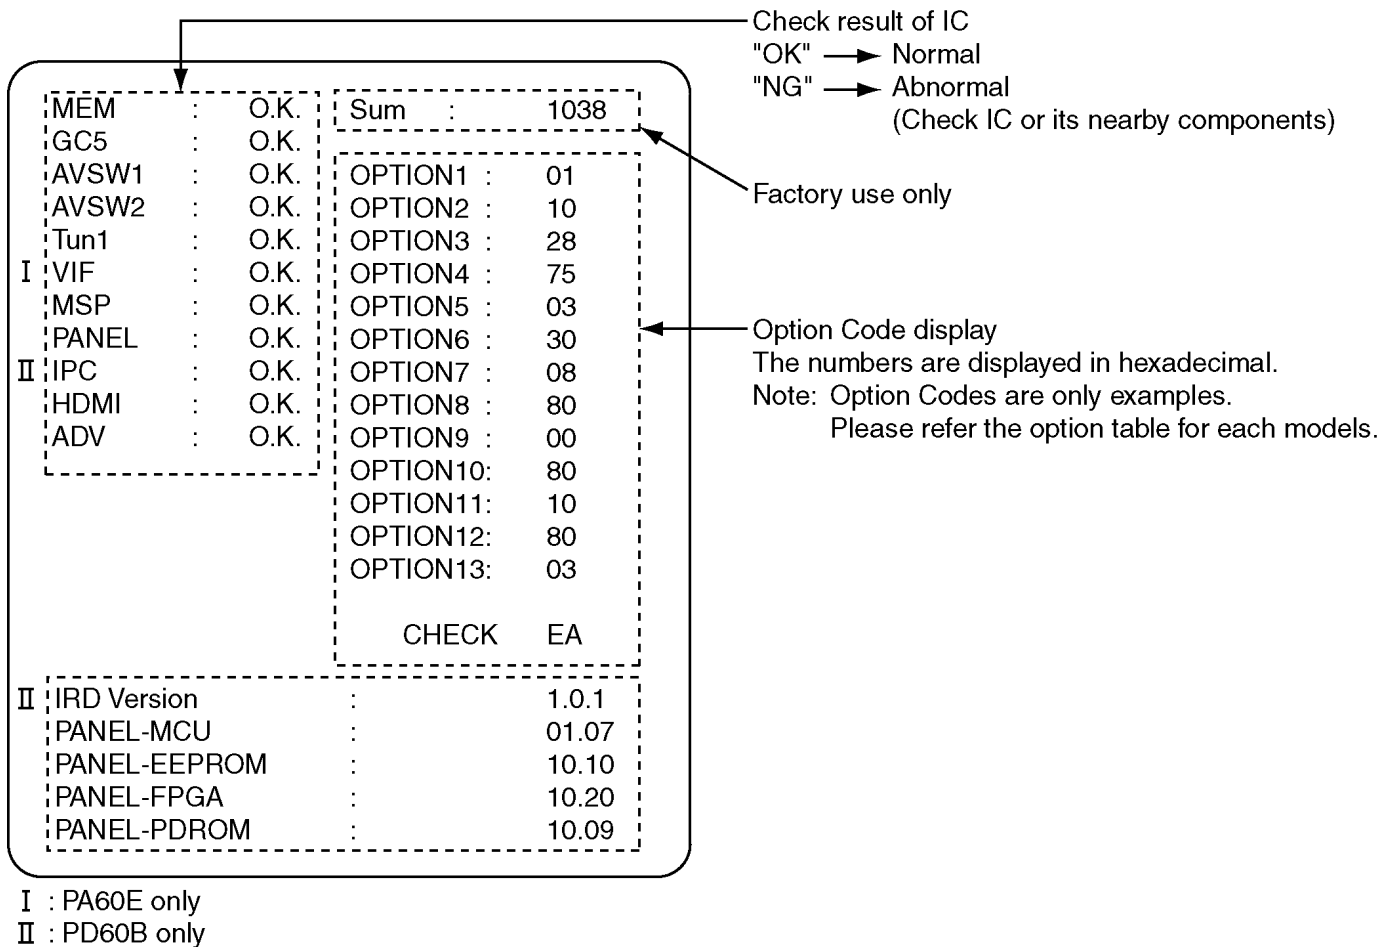 Check result of IC
"OK" → Normal
"NG" → Abnormal
(Check IC or its nearby components)
MEM : O.K.
GC5 : O.K.
AVSW1 : O.K.
AVSW2 : O.K.
Tun1 : O.K.
I VIF : O.K.
MSP : O.K.
PANEL : O.K.
II IPC : O.K.
HDMI : O.K.
ADV : O.K.
Sum : 1038
Factory use only
OPTION1 : 01
OPTION2 : 10
OPTION3 : 28
OPTION4 : 75
OPTION5 : 03
OPTION6 : 30
OPTION7 : 08
OPTION8 : 80
OPTION9 : 00
OPTION10: 80
OPTION11: 10
OPTION12: 80
OPTION13: 03
CHECK EA
Option Code display
The numbers are displayed in hexadecimal.
Note: Option Codes are only examples.
Please refer the option table for each models.
II IRD Version : 1.0.1
PANEL-MCU : 01.07
PANEL-EEPROM : 10.10
PANEL-FPGA : 10.20
PANEL-PDROM : 10.09
I : PA60E only
II : PD60B only